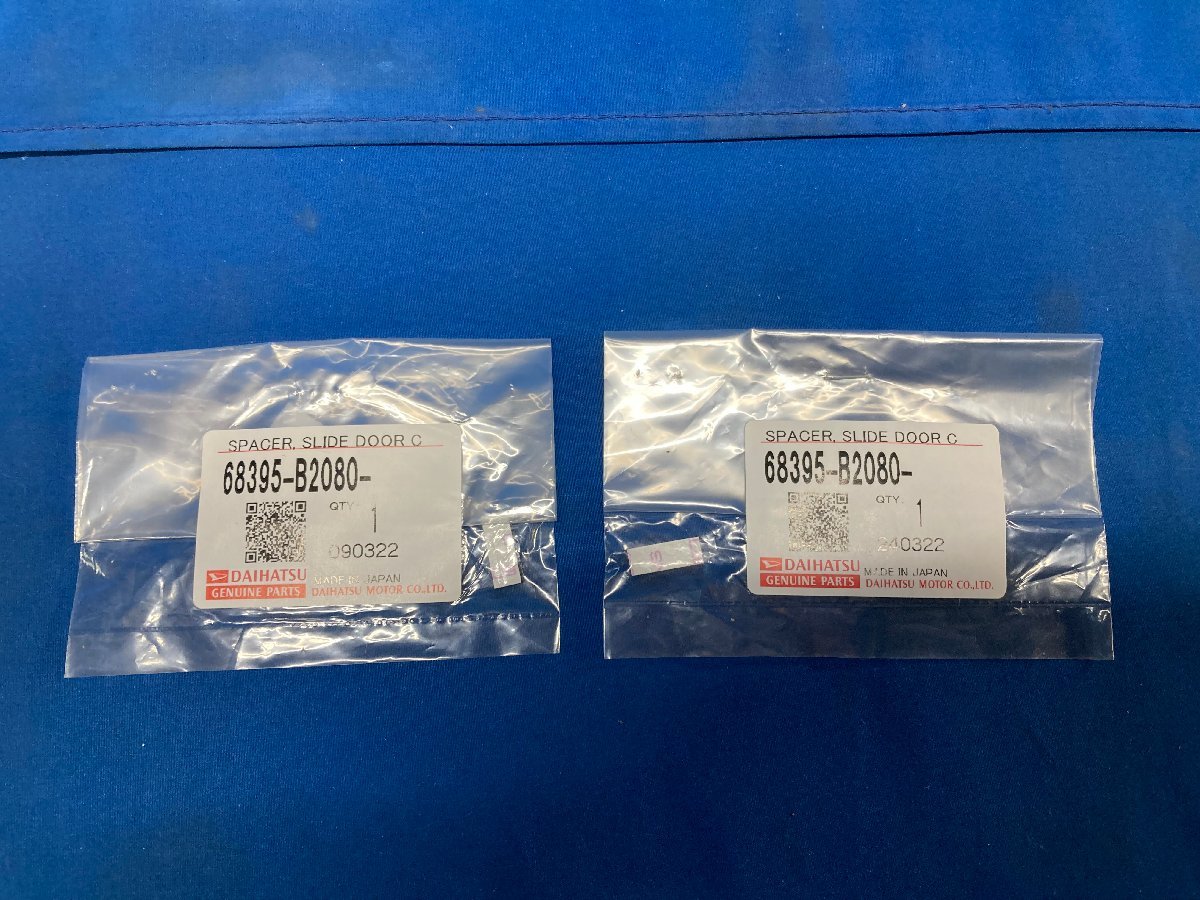 SPACER, SLIDE DOOR C
68395-B2080-
QTY.
1
090322
DAIHATSU
GENUINE PARTS
MADE IN JAPAN
DAIHATSU MOTOR CO.,LTD.
SPACER, SLIDE DOOR C
68395-B2080-
QTY.
1
240322
DAIHATSU
GENUINE PARTS
MADE IN JAPAN
DAIHATSU MOTOR CO.,LTD.